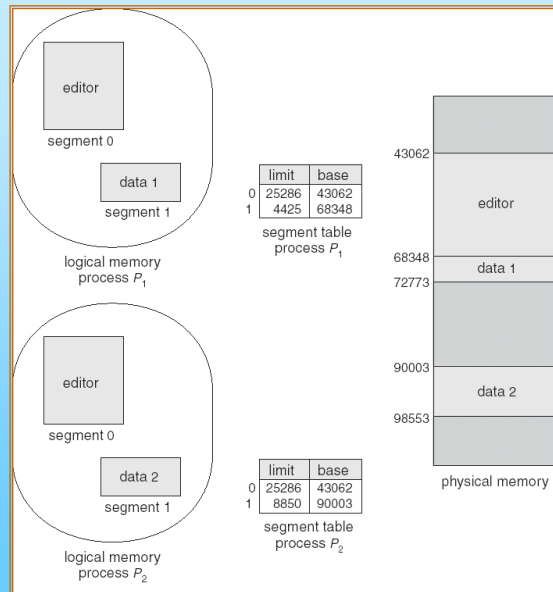 editor
segment 0
data 1
segment 1
logical memory
process P1
limit base
0 25286 43062
1 4425 68348
segment table
process P1
editor
segment 0
data 2
segment 1
logical memory
process P2
limit base
0 25286 43062
1 8850 90003
segment table
process P2
43062
editor
68348
data 1
72773
90003
data 2
98553
physical memory